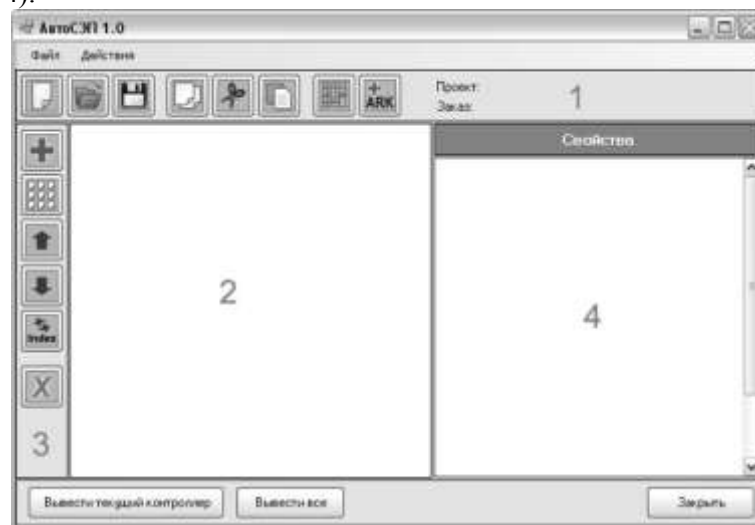 4).
АвтоСЭП 1.0
Файл Действия
ARK
Проект:
Заказ:
1
Свойства
2
4
Index
X
3
Вывести текущий контроллер Вывести все Закрыть